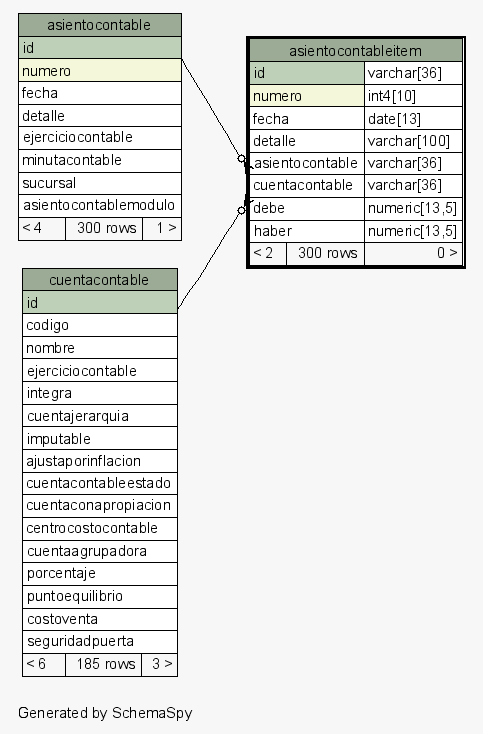 asientocontable
id
numero
fecha
detalle
ejerciciocontable
minutacontable
sucursal
asientocontablemodulo
< 4 300 rows 1 >
asientocontableitem
id varchar[36]
numero int4[10]
fecha date[13]
detalle varchar[100]
asientocontable varchar[36]
cuentacontable varchar[36]
debe numeric[13,5]
haber numeric[13,5]
< 2 300 rows 0 >
cuentacontable
id
codigo
nombre
ejerciciocontable
integra
cuentajerarquia
imputable
ajustaporinflacion
cuentacontableestado
cuentaconapropiacion
centrocostocontable
cuentaagrupadora
porcentaje
puntoequilibrio
costoventa
seguridadpuerta
< 6 185 rows 3 >
Generated by SchemaSpy